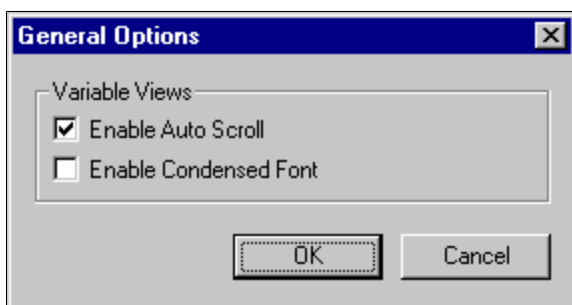 General Options
Variable Views
Enable Auto Scroll
Enable Condensed Font
OK Cancel